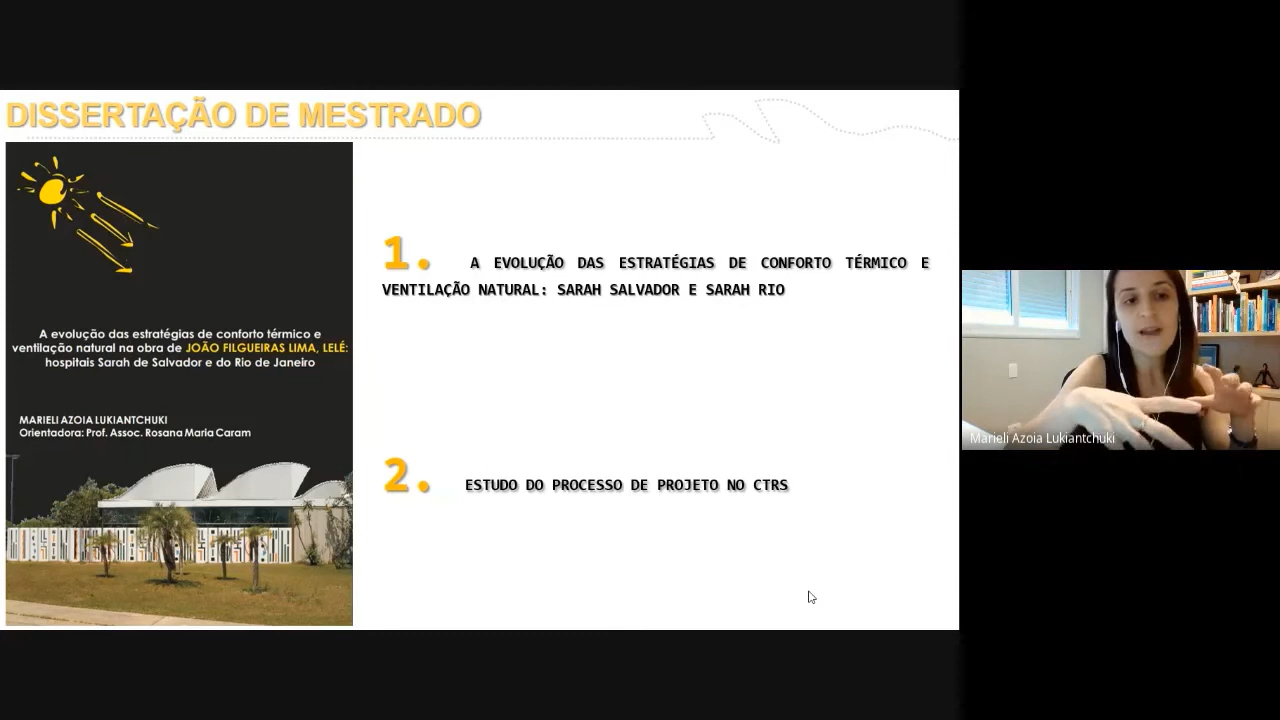 DISSERTAÇÃO DE MESTRADO
A evolução das estratégias de conforto térmico e
ventilação natural na obra de JOÃO FILGUEIRAS LIMA, LELÉ:
hospitais Sarah de Salvador e do Rio de Janeiro
MARIELI AZOIA LUKIANTCHUKI
Orientadora: Prof. Assoc. Rosana Maria Caram
1. A EVOLUÇÃO DAS ESTRATÉGIAS DE CONFORTO TÉRMICO E
VENTILAÇÃO NATURAL: SARAH SALVADOR E SARAH RIO
2. ESTUDO DO PROCESSO DE PROJETO NO CTRS
Marieli Azoia Lukiantchuki